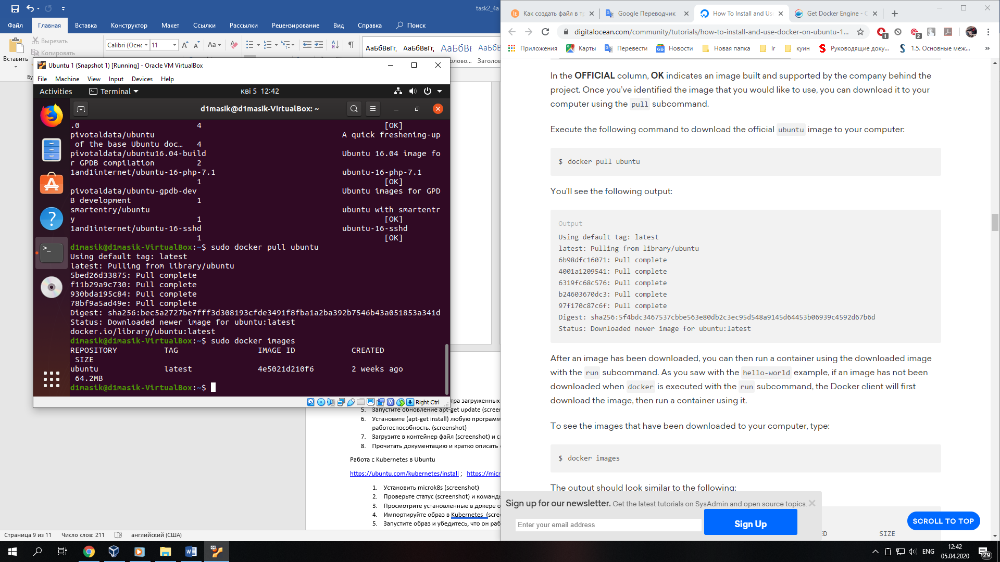 task2_4a
Файл
Главная
Вставка
Конструктор
Макет
Ссылки
Рассылки
Рецензирование
Вид
Справка
Поиск
Вставить
Вырезать
Копировать
Calibri (Оснс
11
Aa
АаБбВвГг,
АаБбВвГг,
АаБбВв
АаБбВ
Заголо
Ubuntu 1 (Snapshot 1) [Running] - Oracle VM VirtualBox
File Machine View Input Devices Help
Activities
Terminal
кві 5 12:42
d1masik@d1masik-VirtualBox: ~
.0 4 [OK]
pivotaldata/ubuntu A quick freshening-up
of the base Ubuntu doc… 4
pivotaldata/ubuntu16.04-build Ubuntu 16.04 image fo
r GPDB compilation 2
1and1internet/ubuntu-16-php-7.1 ubuntu-16-php-7.1
1 [OK]
pivotaldata/ubuntu-gpdb-dev Ubuntu images for GPD
B development 1
smartentry/ubuntu ubuntu with smartentr
y 1 [OK]
1and1internet/ubuntu-16-sshd ubuntu-16-sshd
1 [OK]
d1masik@d1masik-VirtualBox:~$ sudo docker pull ubuntu
Using default tag: latest
latest: Pulling from library/ubuntu
5bed26d33875: Pull complete
f11b29a9c730: Pull complete
930bda195c84: Pull complete
78bf9a5ad49e: Pull complete
Digest: sha256:bec5a2727be7fff3d308193cfde3491f8fba1a2ba392b7546b43a051853a341d
Status: Downloaded newer image for ubuntu:latest
docker.io/library/ubuntu:latest
d1masik@d1masik-VirtualBox:~$ sudo docker images
REPOSITORY TAG IMAGE ID CREATED
SIZE
ubuntu latest 4e5021d210f6 2 weeks ago
64.2MB
d1masik@d1masik-VirtualBox:~$
Right Ctrl
тра загруженных
5. Запустите обновление apt-get update (screen
6. Установите (apt-get install) любую программ
работоспособность. (screenshot)
7. Загрузите в контейнер файл (screenshot) и с
8. Прочитать документацию и кратко описать
Работа с Kubernetes в Ubuntu
https://ubuntu.com/kubernetes/install ; https://micr
1. Установить microk8s (screenshot)
2. Проверьте статус (screenshot) и команды
3. Просмотрите установленные в докере о
4. Импортируйте образ в Kubernetes (scree
5. Запустите образ и убедитесь, что он раб
Страница 9 из 11
Число слов: 211
английский (США)
Как создать файл в тр
Google Переводчик
How To Install and Us
Get Docker Engine - C
digitalocean.com/community/tutorials/how-to-install-and-use-docker-on-ubuntu-1...
1
2
Приложения
Карты
Перевести
Новости
Новая папка
lr
куин
Руководящие доку...
1.5. Основные меж...
»
In the OFFICIAL column, OK indicates an image built and supported by the company behind the
project. Once you’ve identified the image that you would like to use, you can download it to your
computer using the pull subcommand.
Execute the following command to download the official ubuntu image to your computer:
$ docker pull ubuntu
You’ll see the following output:
Output
Using default tag: latest
latest: Pulling from library/ubuntu
6b98dfc16071: Pull complete
4001a1209541: Pull complete
6319fc68c576: Pull complete
b24603670dc3: Pull complete
97f170c87c6f: Pull complete
Digest: sha256:5f4bdc3467537cbbe563e80db2c3ec95d548a9145d64453b06939c4592d67b6d
Status: Downloaded newer image for ubuntu:latest
After an image has been downloaded, you can then run a container using the downloaded image
with the run subcommand. As you saw with the hello-world example, if an image has not been
downloaded when docker is executed with the run subcommand, the Docker client will first
download the image, then run a container using it.
To see the images that have been downloaded to your computer, type:
$ docker images
The output should look similar to the following:
Sign up for our newsletter. Get the latest tutorials on SysAdmin and open source topics.
Enter your email address
Sign Up
SCROLL TO TOP
ED SIZE
ENG
12:42
05.04.2020
29